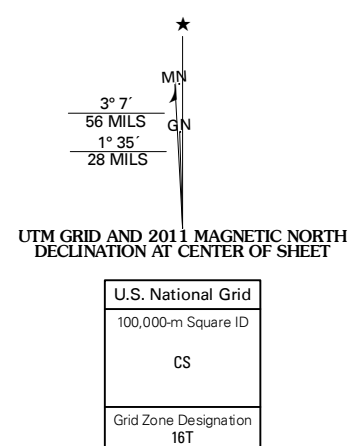 ★
MN
3° 7´
56 MILS
GN
1° 35´
28 MILS
UTM GRID AND 2011 MAGNETIC NORTH
DECLINATION AT CENTER OF SHEET
U.S. National Grid
100,000-m Square ID
CS
Grid Zone Designation
16T